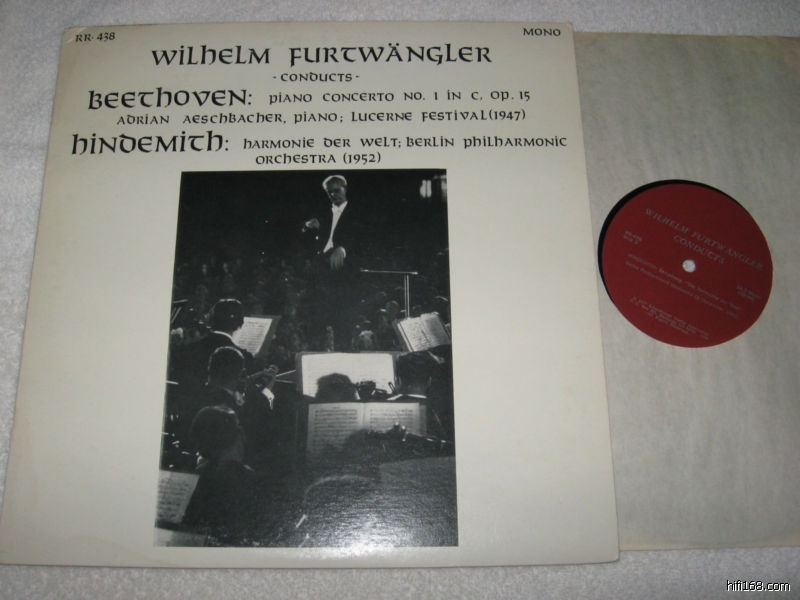 RR-438
MONO
WILHELM FURTWÄNGLER
-CONDUCTS-
BEETHOVEN: PIANO CONCERTO NO. 1 IN C, OP. 15
ADRIAN AESCHBACHER, PIANO; LUCERNE FESTIVAL (1947)
HINDEMITH: HARMONIE DER WELT; BERLIN PHILHARMONIC
ORCHESTRA (1952)
WILHELM FURTWÄNGLER
CONDUCTS
hifi168.com